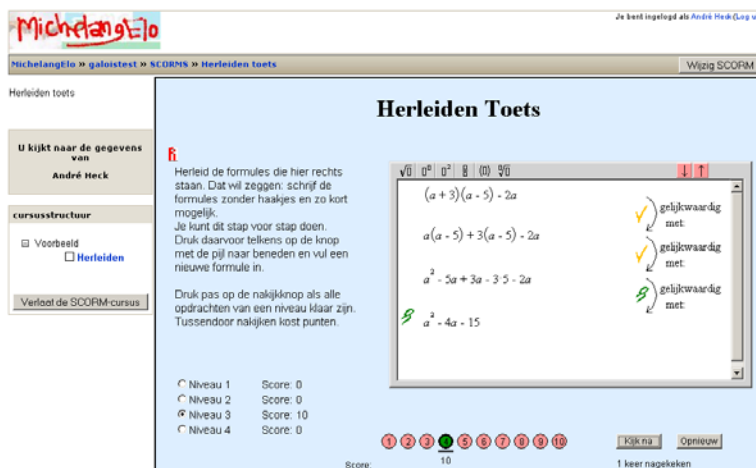 MichelangElo
Je bent ingelogd als André Heck (Log u
MichelangElo » galoistest » SCORMS » Herleiden toets
Wijzig SCORM
Herleiden toets
U kijkt naar de gegevens
van
André Heck
cursusstructuur
Voorbeeld
Herleiden
Verlaat de SCORM-cursus
Herleiden Toets
Herleid de formules die hier rechts
staan. Dat wil zeggen: schrijf de
formules zonder haakjes en zo kort
mogelijk.
Je kunt dit stap voor stap doen.
Druk daarvoor telkens op de knop
met de pijl naar beneden en vul een
nieuwe formule in.
Druk pas op de nakijkknop als alle
opdrachten van een niveau klaar zijn.
Tussendoor nakijken kost punten.
(a + 3)(a - 5) - 2a
gelijkwaardig
met:
a(a - 5) + 3(a - 5) - 2a
gelijkwaardig
met:
a² - 5a + 3a - 3·5 - 2a
gelijkwaardig
met:
a² - 4a - 15
Niveau 1 Score: 0
Niveau 2 Score: 0
Niveau 3 Score: 10
Niveau 4 Score: 0
1 2 3 4 5 6 7 8 9 10
Kijk na Opnieuw
Score: 10
1 keer nagekeken